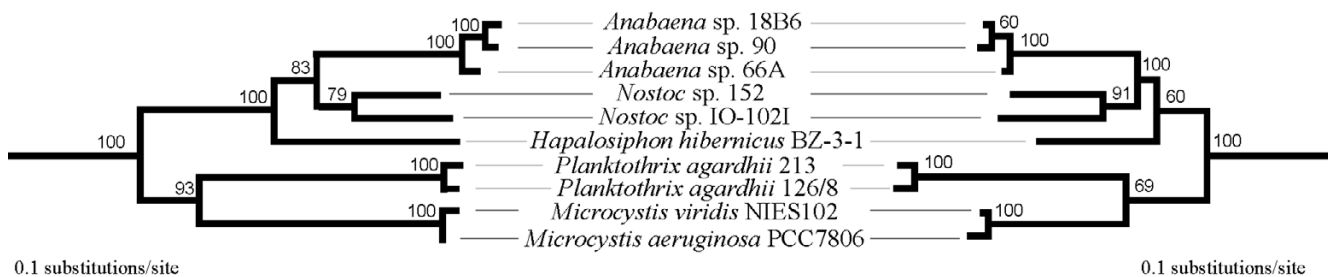 100 Anabaena sp. 18B6 60
100 Anabaena sp. 90 100
83 Anabaena sp. 66A 100
79 Nostoc sp. 152 91
100 Nostoc sp. IO-102I 60
Hapalosiphon hibernicus BZ-3-1
100
100 Planktothrix agardhii 213 100
93 Planktothrix agardhii 126/8 69
100 Microcystis viridis NIES102 100
Microcystis aeruginosa PCC7806
0.1 substitutions/site 0.1 substitutions/site
100